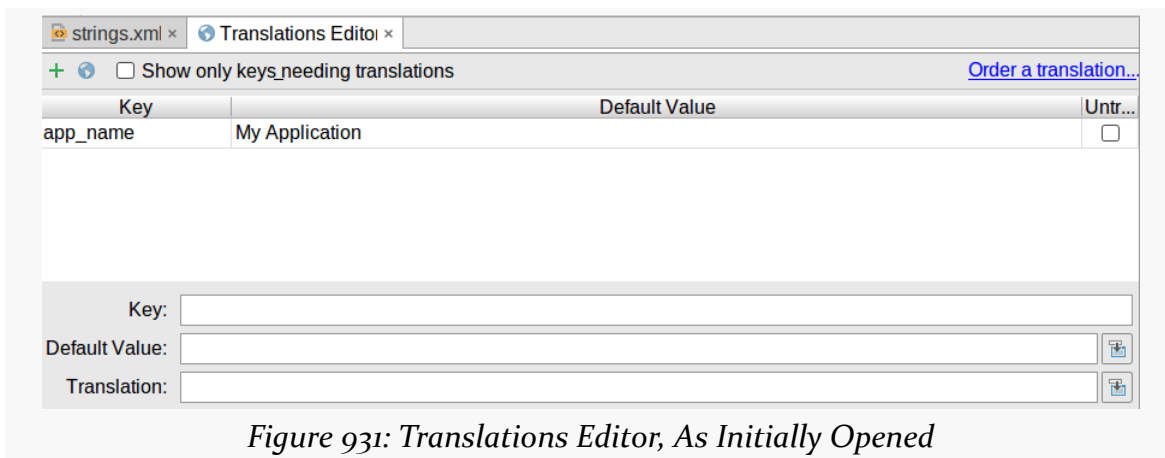 strings.xml × Translations Editor ×
Show only keys needing translations Order a translation...
Key Default Value Untr...
app_name My Application
Key:
Default Value:
Translation:
Figure 931: Translations Editor, As Initially Opened